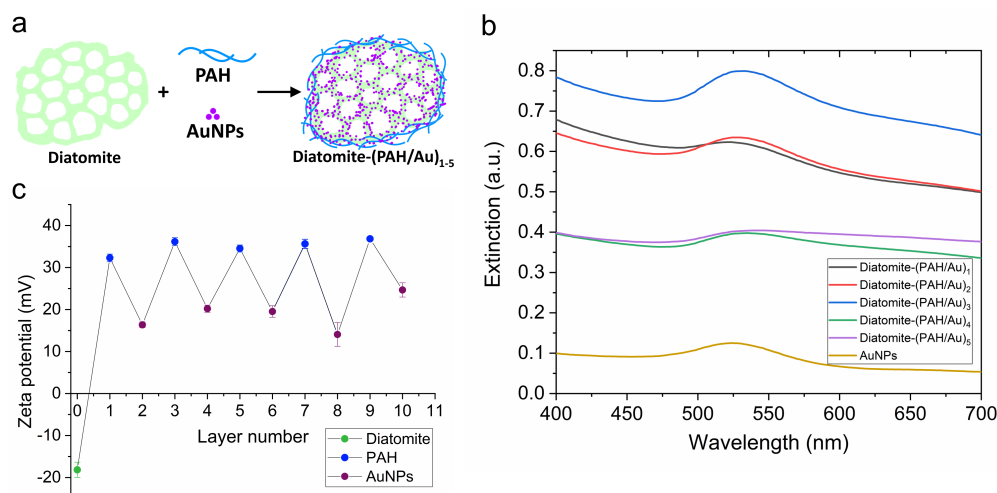 a
PAH
+
AuNPs
Diatomite
Diatomite-(PAH/Au)₁₋₅
b
Extinction (a.u.)
0.8
0.7
0.6
0.5
0.4
0.3
0.2
0.1
0.0
Diatomite-(PAH/Au)₁
Diatomite-(PAH/Au)₂
Diatomite-(PAH/Au)₃
Diatomite-(PAH/Au)₄
Diatomite-(PAH/Au)₅
AuNPs
400 450 500 550 600 650 700
Wavelength (nm)
c
Zeta potential (mV)
40
30
20
10
0
-10
-20
0 1 2 3 4 5 6 7 8 9 10 11
Layer number
Diatomite
PAH
AuNPs